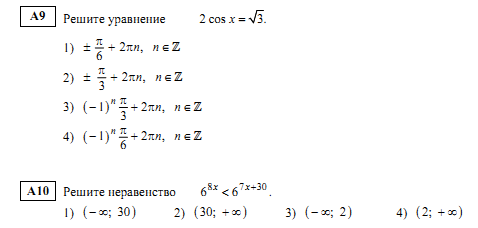 A9 Решите уравнение 2 cos x = √3.
1) ± π/6 + 2πn, n ∈ ℤ
2) ± π/3 + 2πn, n ∈ ℤ
3) (−1)ⁿ π/3 + 2πn, n ∈ ℤ
4) (−1)ⁿ π/6 + 2πn, n ∈ ℤ
A10 Решите неравенство 6^(8x) < 6^(7x+30).
1) (−∞; 30) 2) (30; +∞) 3) (−∞; 2) 4) (2; +∞)